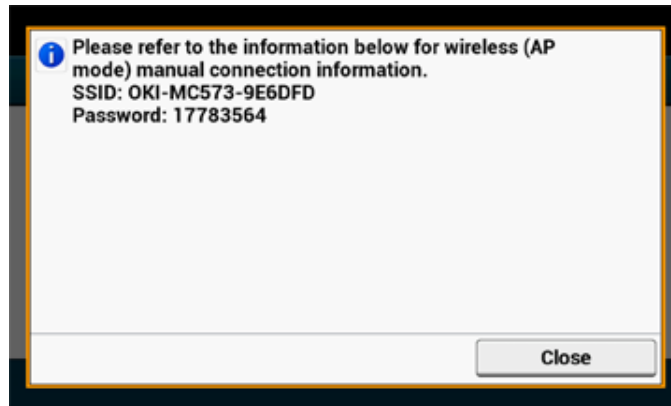 Please refer to the information below for wireless (AP
mode) manual connection information.
SSID: OKI-MC573-9E6DFD
Password: 17783564
Close